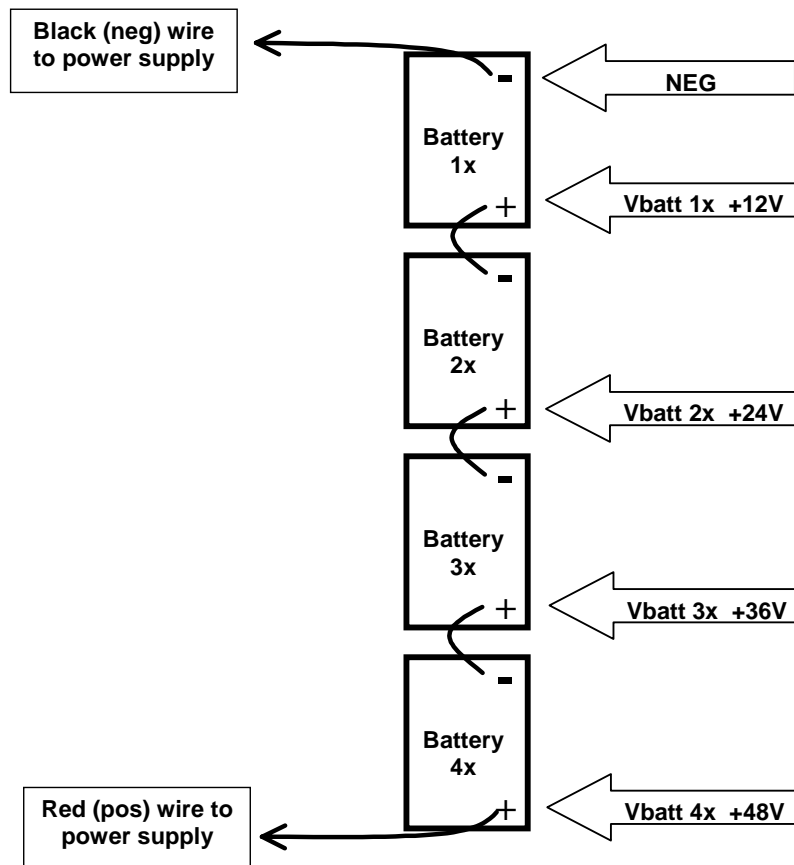 Black (neg) wire
to power supply
-
NEG
Battery
1x
+
Vbatt 1x +12V
-
Battery
2x
+
Vbatt 2x +24V
-
Battery
3x
+
Vbatt 3x +36V
-
Battery
4x
+
Vbatt 4x +48V
Red (pos) wire to
power supply